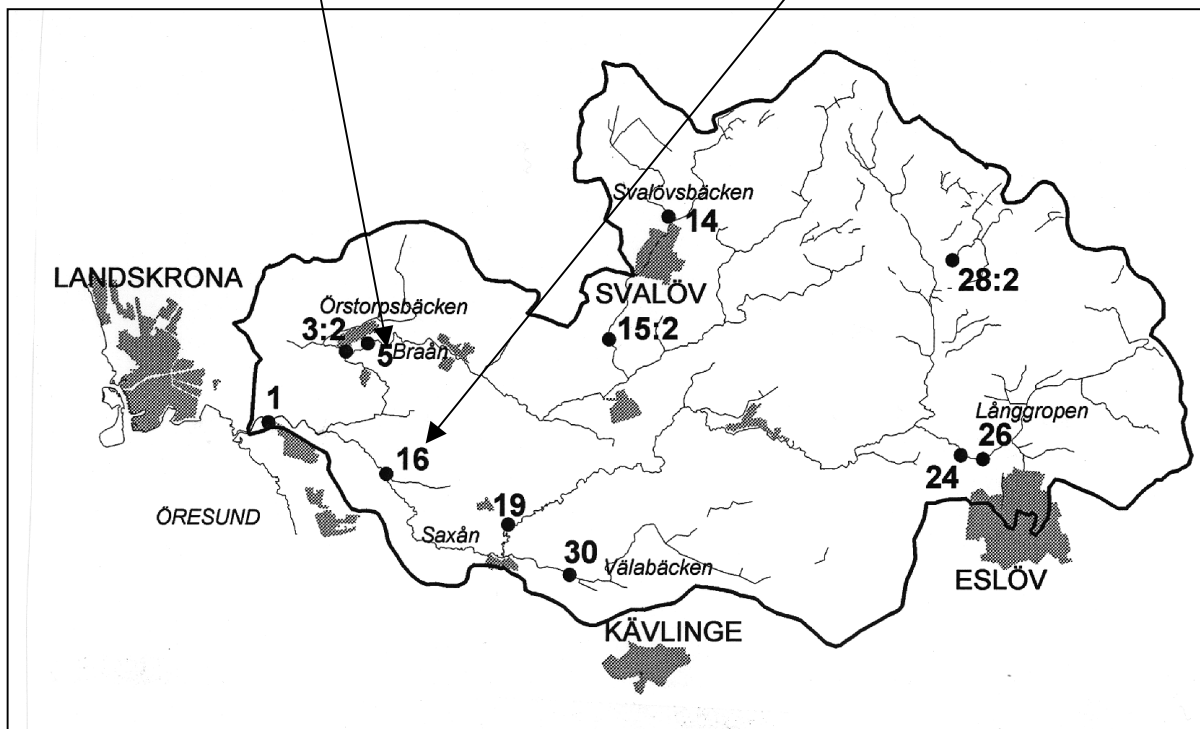 Svalövsbäcken
14
LANDSKRONA
28:2
SVALÖV
Örstorpsbäcken
3:2
15:2
5
Braån
1
Långgropen
26
16
24
19
ÖRESUND
Saxån
30
Välabäcken
ESLÖV
KÄVLINGE